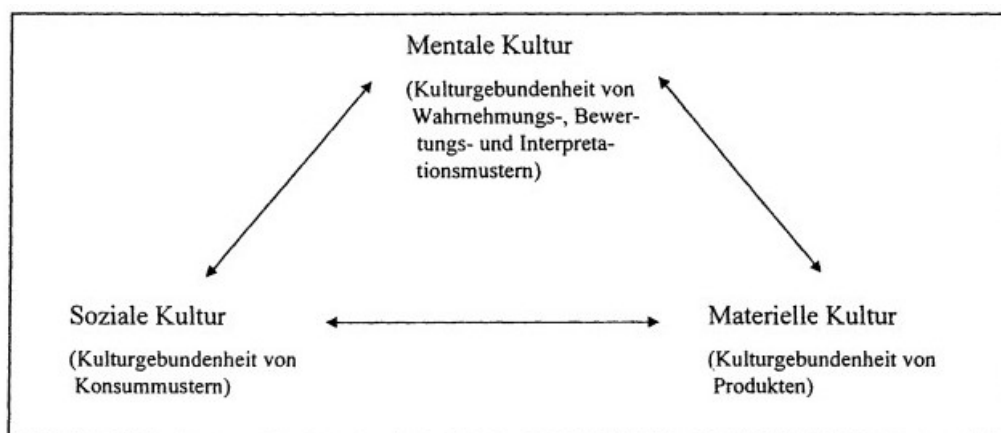 Mentale Kultur
(Kulturgebundenheit von
Wahrnehmungs-, Bewer-
tungs- und Interpreta-
tionsmustern)
Soziale Kultur
(Kulturgebundenheit von
Konsummustern)
Materielle Kultur
(Kulturgebundenheit von
Produkten)